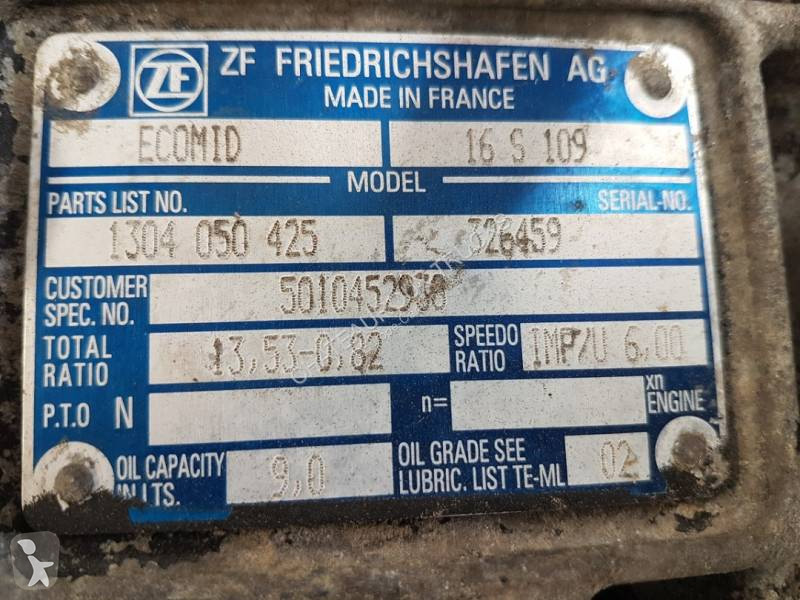 ZF ZF FRIEDRICHSHAFEN AG
MADE IN FRANCE
ECOMID 16 S 109
MODEL
PARTS LIST NO. SERIAL-NO.
1304 050 425 326459
CUSTOMER SPEC. NO. 5010452938
TOTAL RATIO 13,53-0,82 SPEEDO RATIO IMP/U 6,00
P.T.O N n= xn ENGINE
OIL CAPACITY IN LTS. 9,0 OIL GRADE SEE LUBRIC. LIST TE-ML 02